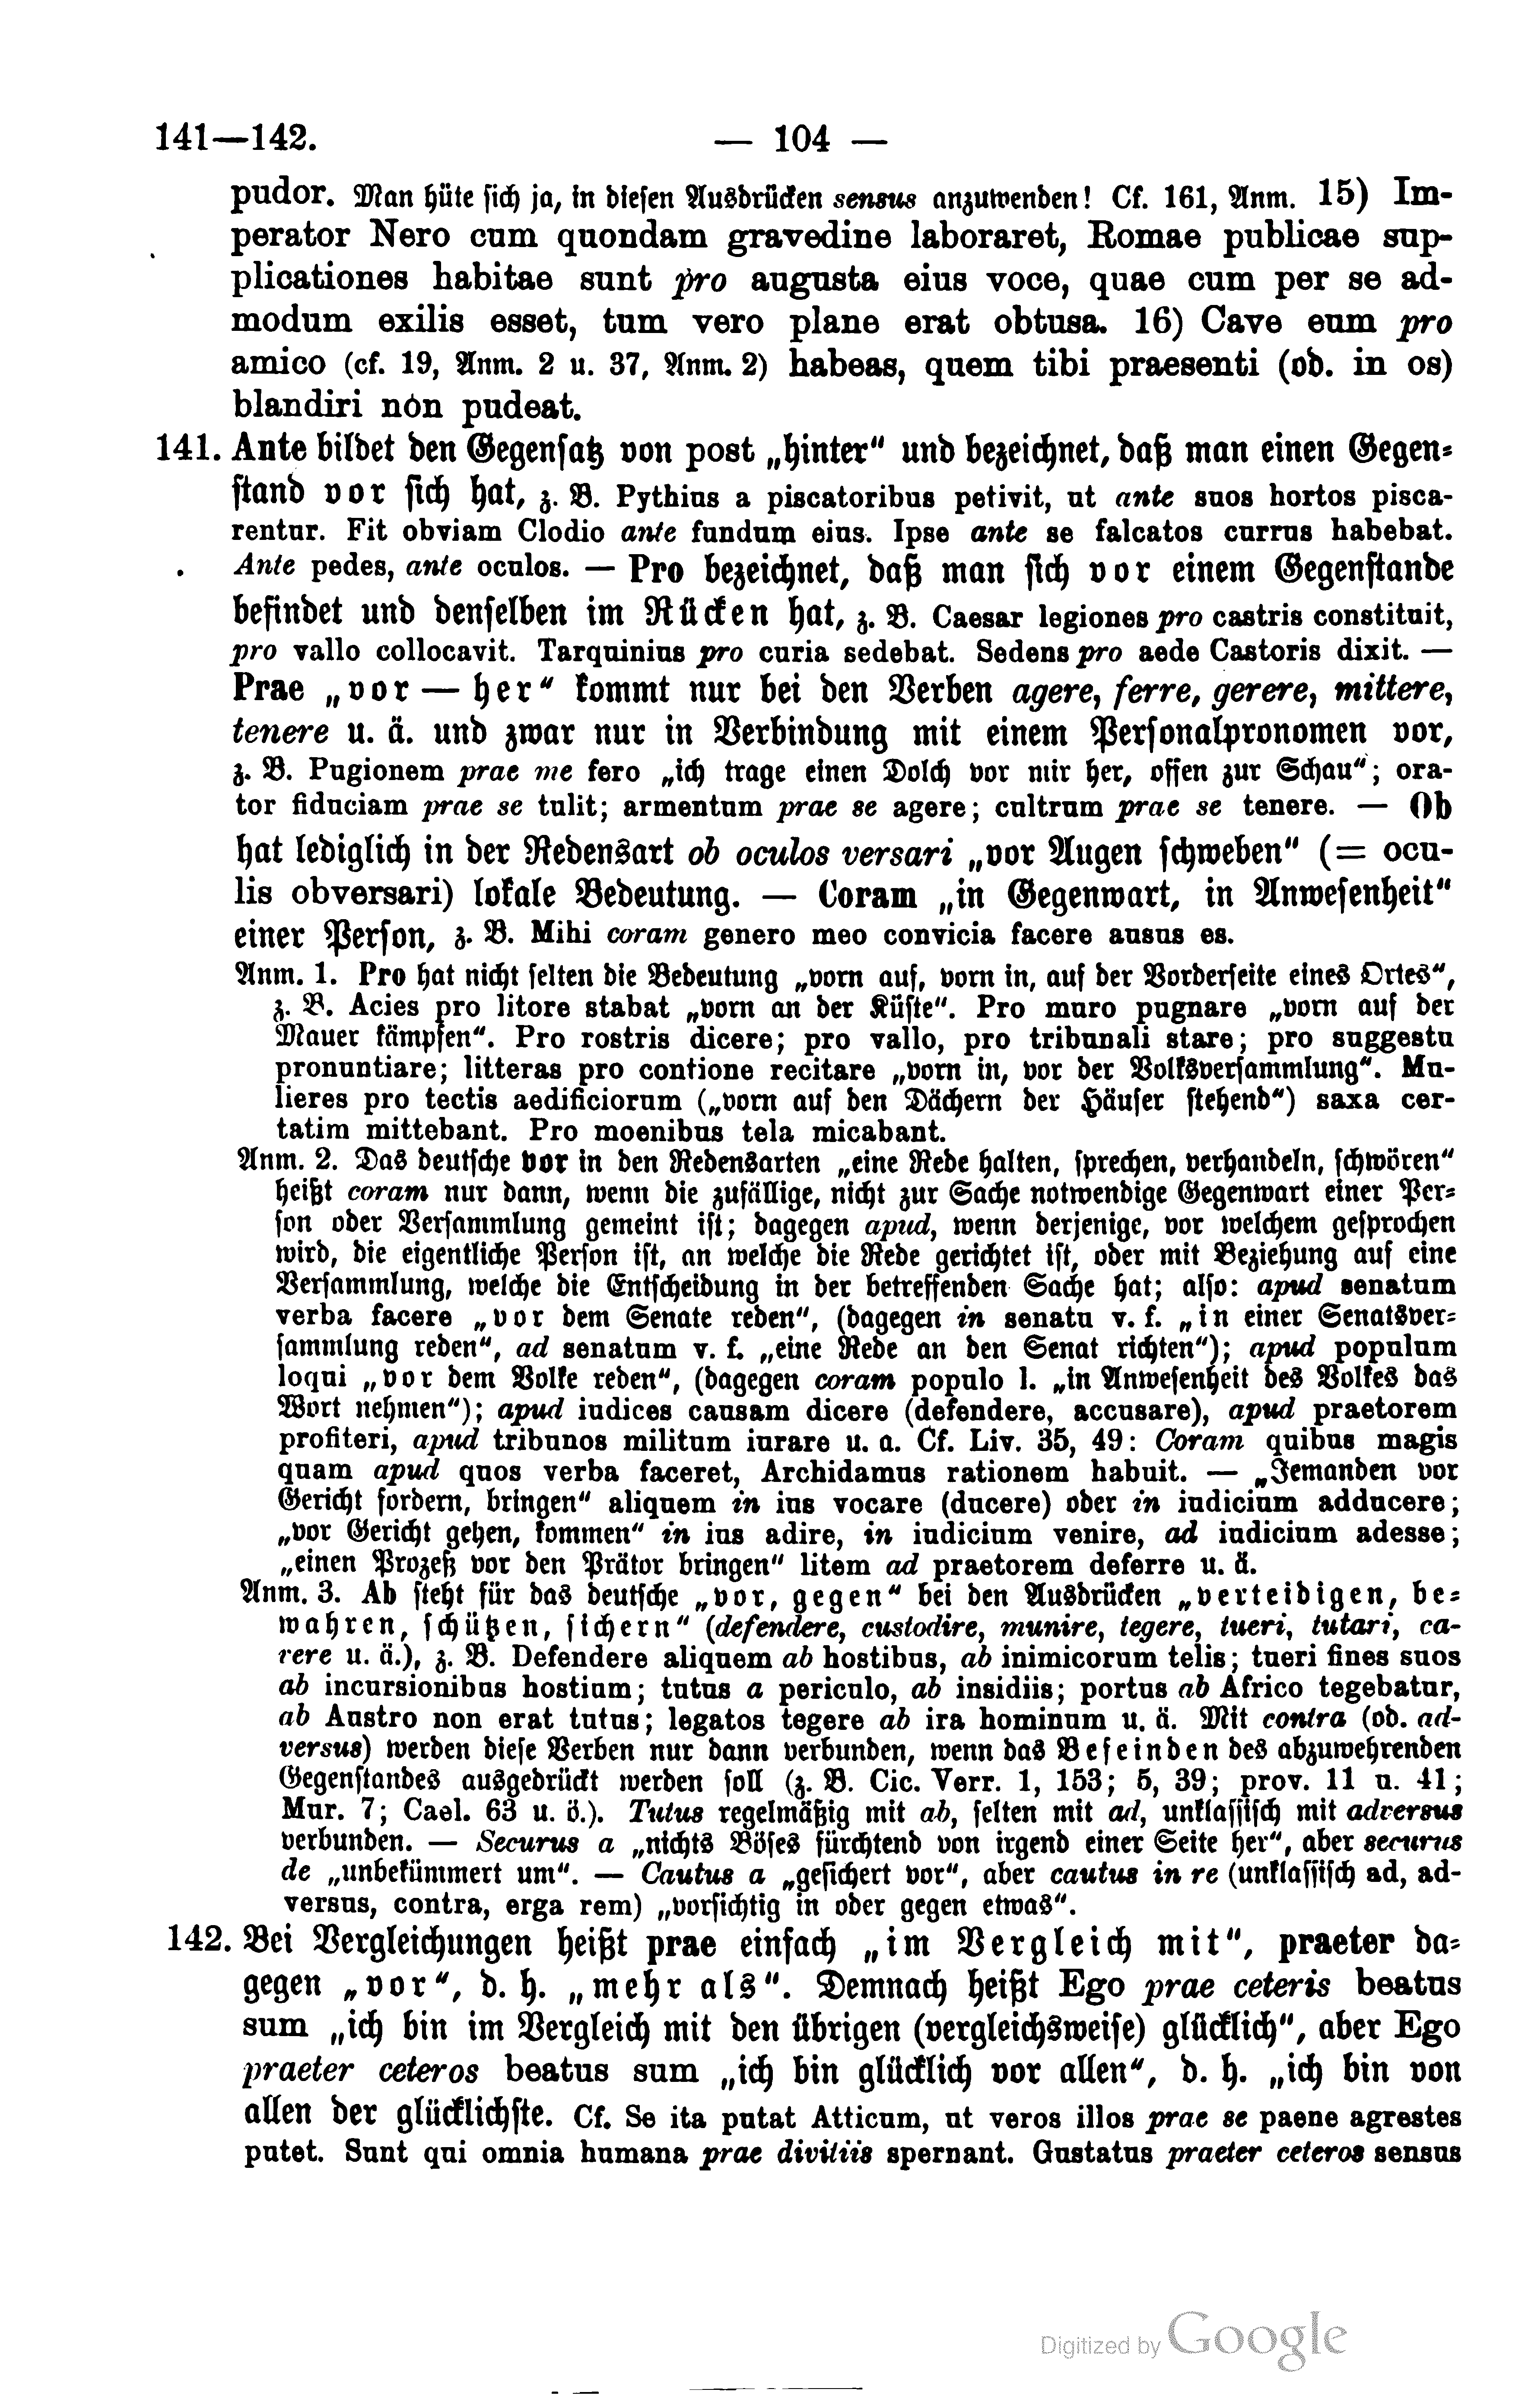 141—142. — 104 —
pudor. Man hüte sich ja, in diesen Ausdrücken sensus anzuwenden! Cf. 161, Anm. 15) Im-
perator Nero cum quondam gravedine laboraret, Romae publicae sup-
plicationes habitae sunt pro augusta eius voce, quae cum per se ad-
modum exilis esset, tum vero plane erat obtusa. 16) Cave eum pro
amico (cf. 19, Anm. 2 u. 37, Anm. 2) habeas, quem tibi praesenti (od. in os)
blandiri non pudeat.
141. Ante bildet den Gegensatz von post „hinter“ und bezeichnet, daß man einen Gegen-
stand vor sich hat, z. B. Pythius a piscatoribus petivit, ut ante suos hortos pisca-
rentur. Fit obviam Clodio ante fundum eius. Ipse ante se falcatos currus habebat.
Ante pedes, ante oculos. — Pro bezeichnet, daß man sich vor einem Gegenstande
befindet und denselben im Rücken hat, z. B. Caesar legiones pro castris constituit,
pro vallo collocavit. Tarquinius pro curia sedebat. Sedens pro aede Castoris dixit. —
Prae „vor — her“ kommt nur bei den Verben agere, ferre, gerere, mittere,
tenere u. ä. und zwar nur in Verbindung mit einem Personalpronomen vor,
z. B. Pugionem prae me fero „ich trage einen Dolch vor mir her, offen zur Schau“; ora-
tor fiduciam prae se tulit; armentum prae se agere; cultrum prae se tenere. — Ob
hat lediglich in der Redensart ob oculos versari „vor Augen schweben“ (= ocu-
lis obversari) lokale Bedeutung. — Coram „in Gegenwart, in Anwesenheit“
einer Person, z. B. Mihi coram genero meo convicia facere ausus es.
Anm. 1. Pro hat nicht selten die Bedeutung „vorn auf, vorn in, auf der Vorderseite eines Ortes“,
z. B. Acies pro litore stabat „vorn an der Küste“. Pro muro pugnare „vorn auf der
Mauer kämpfen“. Pro rostris dicere; pro vallo, pro tribunali stare; pro suggestu
pronuntiare; litteras pro contione recitare „vorn in, vor der Volksversammlung“. Mu-
lieres pro tectis aedificiorum („vorn auf den Dächern der Häuser stehend“) saxa cer-
tatim mittebant. Pro moenibus tela micabant.
Anm. 2. Das deutsche vor in den Redensarten „eine Rede halten, sprechen, verhandeln, schwören“
heißt coram nur dann, wenn die zufällige, nicht zur Sache notwendige Gegenwart einer Per-
son oder Versammlung gemeint ist; dagegen apud, wenn derjenige, vor welchem gesprochen
wird, die eigentliche Person ist, an welche die Rede gerichtet ist, oder mit Beziehung auf eine
Versammlung, welche die Entscheidung in der betreffenden Sache hat; also: apud senatum
verba facere „vor dem Senate reden“, (dagegen in senatu v. f. „in einer Senatsver-
sammlung reden“, ad senatum v. f. „eine Rede an den Senat richten“); apud populum
loqui „vor dem Volke reden“, (dagegen coram populo l. „in Anwesenheit des Volkes das
Wort nehmen“); apud iudices causam dicere (defendere, accusare), apud praetorem
profiteri, apud tribunos militum iurare u. a. Cf. Liv. 35, 49: Coram quibus magis
quam apud quos verba faceret, Archidamus rationem habuit. — „Jemanden vor
Gericht fordern, bringen“ aliquem in ius vocare (ducere) oder in iudicium adducere;
„vor Gericht gehen, kommen“ in ius adire, in iudicium venire, ad iudicium adesse;
„einen Prozeß vor den Prätor bringen“ litem ad praetorem deferre u. ä.
Anm. 3. Ab steht für das deutsche „vor, gegen“ bei den Ausdrücken „verteidigen, be-
wahren, schützen, sichern“ (defendere, custodire, munire, tegere, tueri, tutari, ca-
rere u. ä.), z. B. Defendere aliquem ab hostibus, ab inimicorum telis; tueri fines suos
ab incursionibus hostium; tutus a periculo, ab insidiis; portus ab Africo tegebatur,
ab Austro non erat tutus; legatos tegere ab ira hominum u. ä. Mit contra (od. ad-
versus) werden diese Verben nur dann verbunden, wenn das Befeinden des abzuwehrenden
Gegenstandes ausgedrückt werden soll (z. B. Cic. Verr. 1, 153; 5, 39; prov. 11 u. 41;
Mur. 7; Cael. 63 u. ö.). Tutus regelmäßig mit ab, selten mit ad, unklassisch mit adversus
verbunden. — Securus a „nichts Böses fürchtend von irgend einer Seite her“, aber securus
de „unbekümmert um“. — Cautus a „gesichert vor“, aber cautus in re (unklassisch ad, ad-
versus, contra, erga rem) „vorsichtig in oder gegen etwas“.
142. Bei Vergleichungen heißt prae einfach „im Vergleich mit“, praeter da-
gegen „vor“, d. h. „mehr als“. Demnach heißt Ego prae ceteris beatus
sum „ich bin im Vergleich mit den übrigen (vergleichsweise) glücklich“, aber Ego
praeter ceteros beatus sum „ich bin glücklich vor allen“, d. h. „ich bin von
allen der glücklichste. Cf. Se ita putat Atticum, ut veros illos prae se paene agrestes
putet. Sunt qui omnia humana prae divitiis spernant. Gustatus praeter ceteros sensus
Digitized by Google